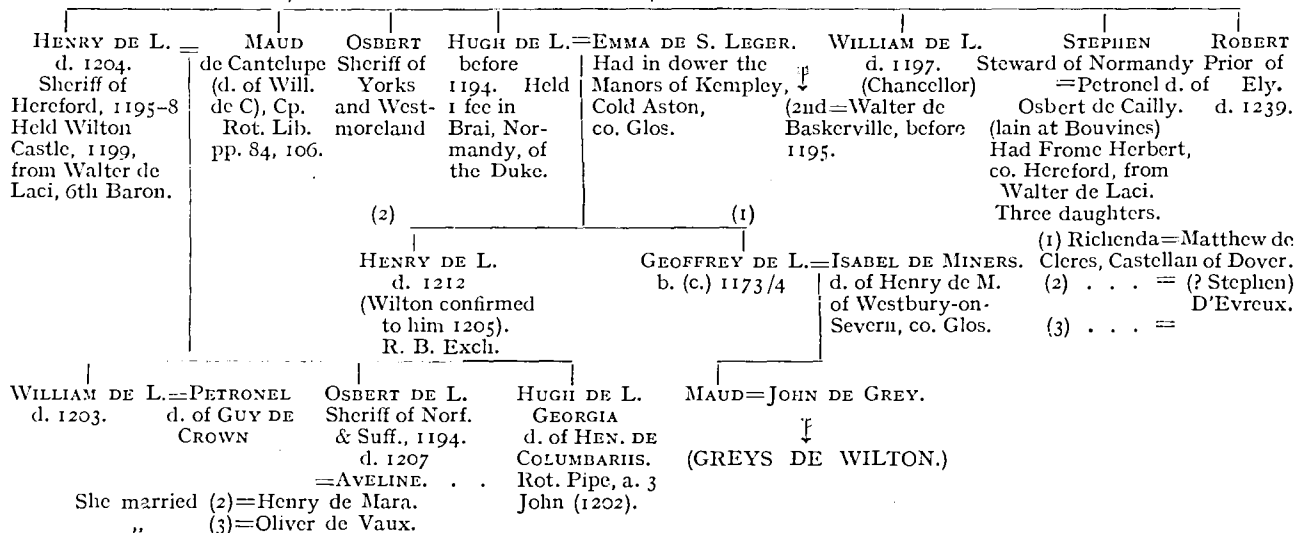 HENRY DE L. =
d. 1204.
Sheriff of
Hereford, 1195-8
Held Wilton
Castle, 1199,
from Walter de
Laci, 6th Baron.
MAUD
de Cantelupe
(d. of Will.
de C), Cp.
Rot. Lib.
pp. 84, 106.
OSBERT
Sheriff of
Yorks
and West-
moreland
HUGH DE L.=EMMA DE S. LEGER.
before
1194. Held
1 fee in
Brai, Nor-
mandy, of
the Duke.
Had in dower the
Manors of Kempley,
Cold Aston,
co. Glos.
(2nd=Walter de
Baskerville, before
1195.
WILLIAM DE L.
d. 1197.
(Chancellor)
STEPHEN
Steward of Normandy
=Petronel d. of
Osbert de Cailly.
(lain at Bouvines)
Had Frome Herbert,
co. Hereford, from
Walter de Laci.
Three daughters.
(1) Richenda=Matthew de
Cleres, Castellan of Dover.
(2) . . . = (? Stephen)
D'Evreux.
(3) . . . =
ROBERT
Prior of
Ely.
d. 1239.
(2)
(1)
HENRY DE L.
d. 1212
(Wilton confirmed
to him 1205).
R. B. Exch.
GEOFFREY DE L.=ISABEL DE MINERS.
b. (c.) 1173/4
d. of Henry de M.
of Westbury-on-
Severn, co. Glos.
WILLIAM DE L.=PETRONEL
d. 1203.
d. of GUY DE
CROWN
OSBERT DE L.
Sheriff of Norf.
& Suff., 1194.
d. 1207
=AVELINE. . .
She married (2)=Henry de Mara.
,, (3)=Oliver de Vaux.
HUGH DE L.
GEORGIA
d. of HEN. DE
COLUMBARIIS.
Rot. Pipe, a. 3
John (1202).
MAUD=JOHN DE GREY.
(GREYS DE WILTON.)